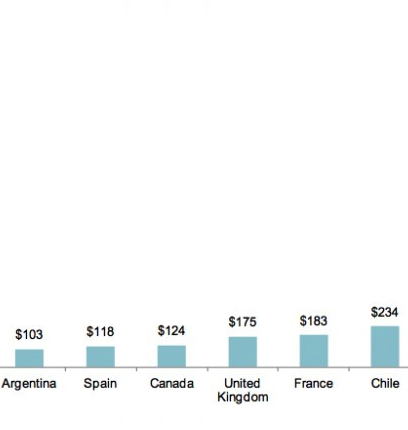 $103 $118 $124 $175 $183 $234
Argentina Spain Canada United France Chile
Kingdom